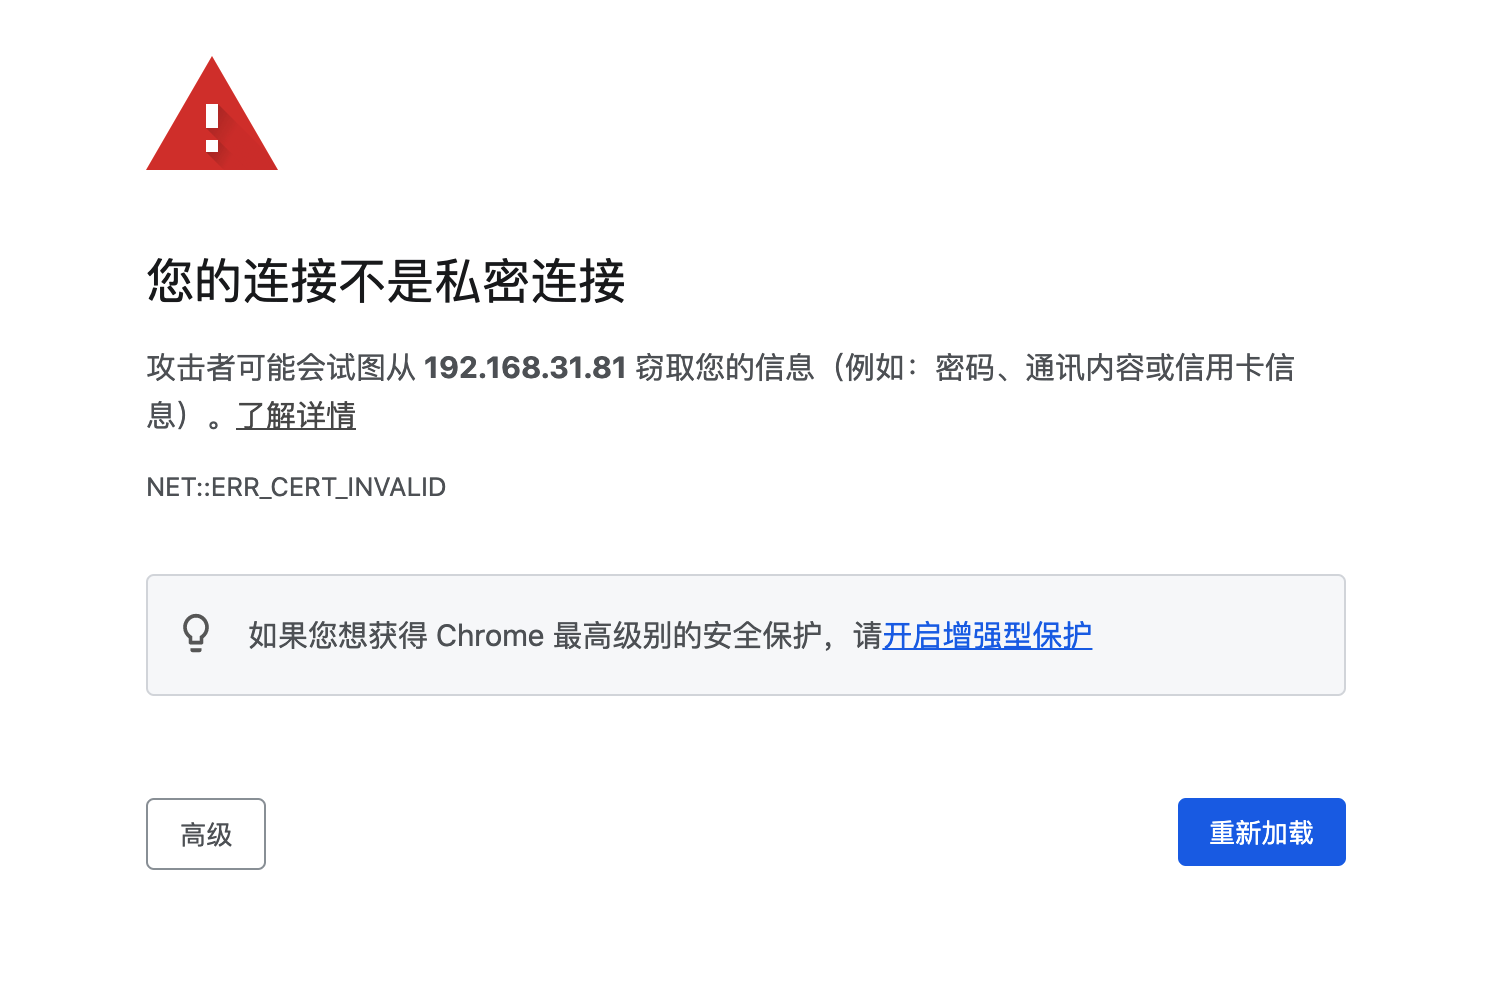 您的连接不是私密连接
攻击者可能会试图从 192.168.31.81 窃取您的信息（例如：密码、通讯内容或信用卡信
息）。了解详情
NET::ERR_CERT_INVALID
如果您想获得 Chrome 最高级别的安全保护，请开启增强型保护
高级
重新加载